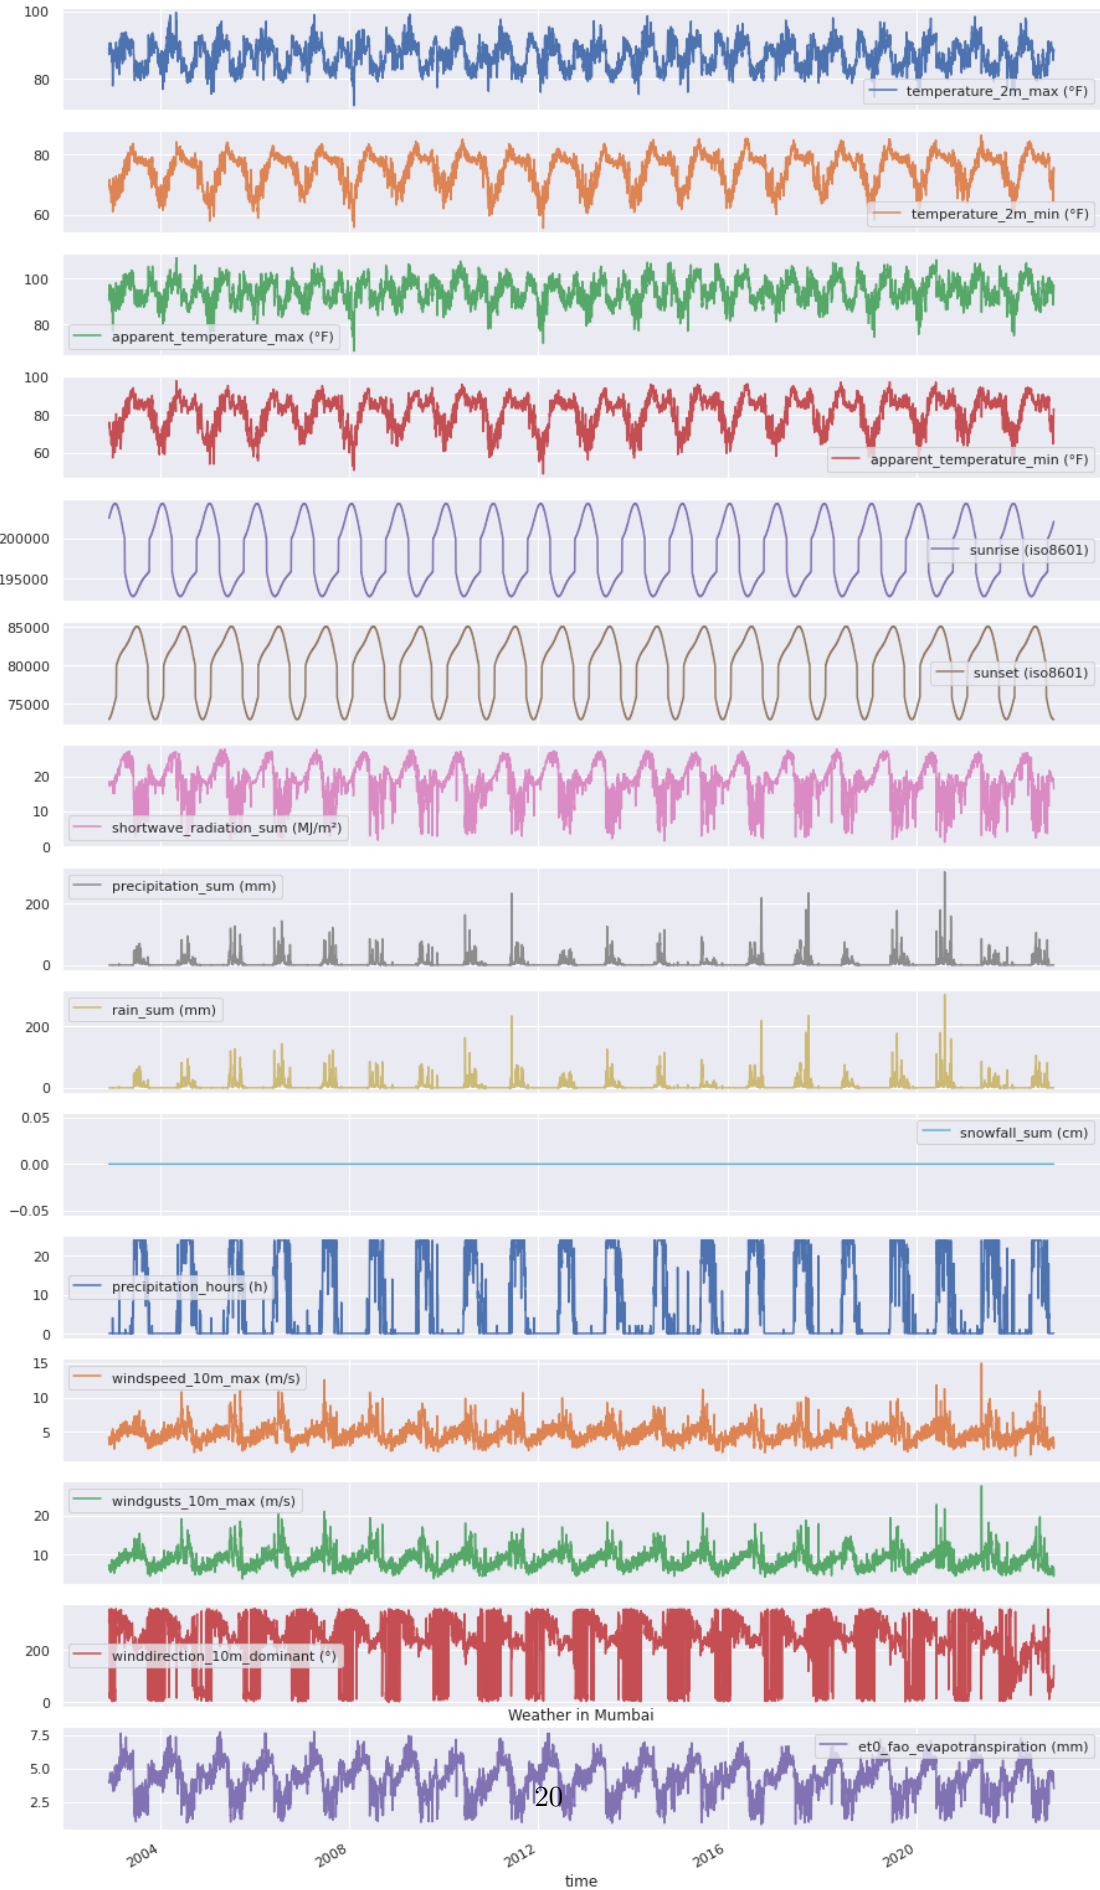 100
80
temperature_2m_max (°F)
80
60
temperature_2m_min (°F)
100
80
apparent_temperature_max (°F)
100
80
60
apparent_temperature_min (°F)
200000
195000
sunrise (iso8601)
85000
80000
75000
sunset (iso8601)
20
10
0
shortwave_radiation_sum (MJ/m²)
200
0
precipitation_sum (mm)
200
0
rain_sum (mm)
0.05
0.00
−0.05
snowfall_sum (cm)
20
10
0
precipitation_hours (h)
15
10
5
windspeed_10m_max (m/s)
20
10
windgusts_10m_max (m/s)
200
0
winddirection_10m_dominant (°)
Weather in Mumbai
7.5
5.0
2.5
et0_fao_evapotranspiration (mm)
20
2004
2008
2012
2016
2020
time